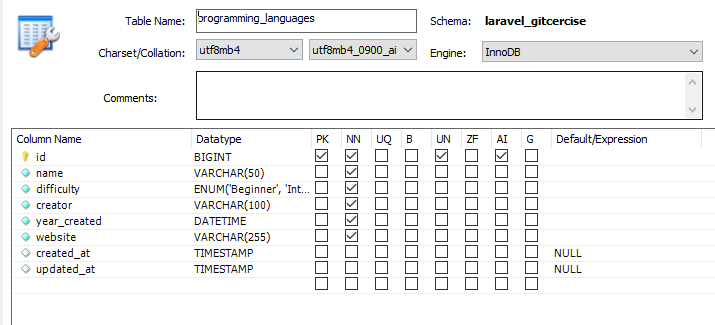 Table Name: programming_languages Schema: laravel_gitcercise
Charset/Collation: utf8mb4 utf8mb4_0900_ai Engine: InnoDB
Comments:
Column Name Datatype PK NN UQ B UN ZF AI G Default/Expression
id BIGINT
name VARCHAR(50)
difficulty ENUM('Beginner', 'Int...
creator VARCHAR(100)
year_created DATETIME
website VARCHAR(255)
created_at TIMESTAMP NULL
updated_at TIMESTAMP NULL